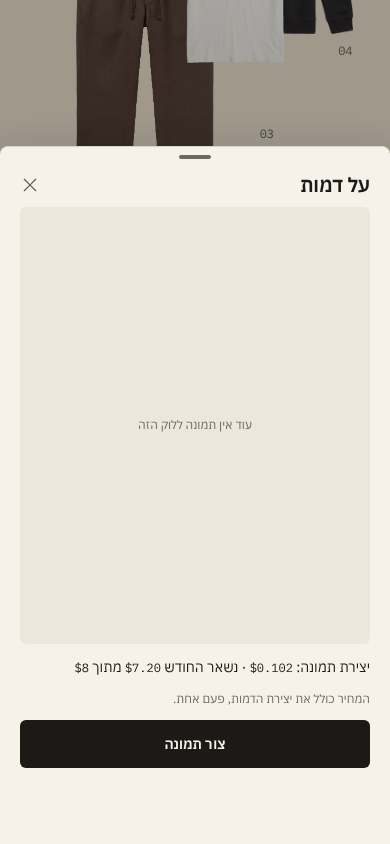 04
03
על דמות
עוד אין תמונה ללוק הזה
יצירת תמונה: $0.102 · נשאר החודש $7.20 מתוך $8
המחיר כולל את יצירת הדמות, פעם אחת.
צור תמונה